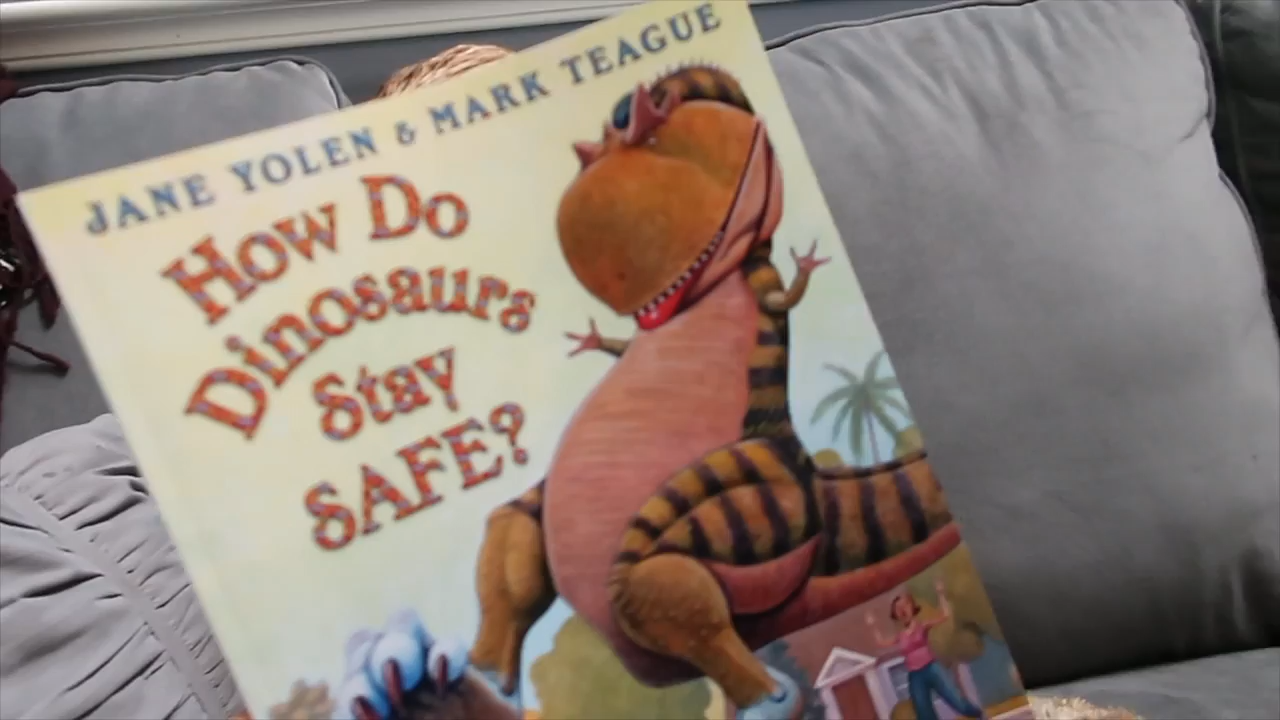 JANE YOLEN & MARK TEAGUE
HOW DO
DINOSAURS
STAY
SAFE?